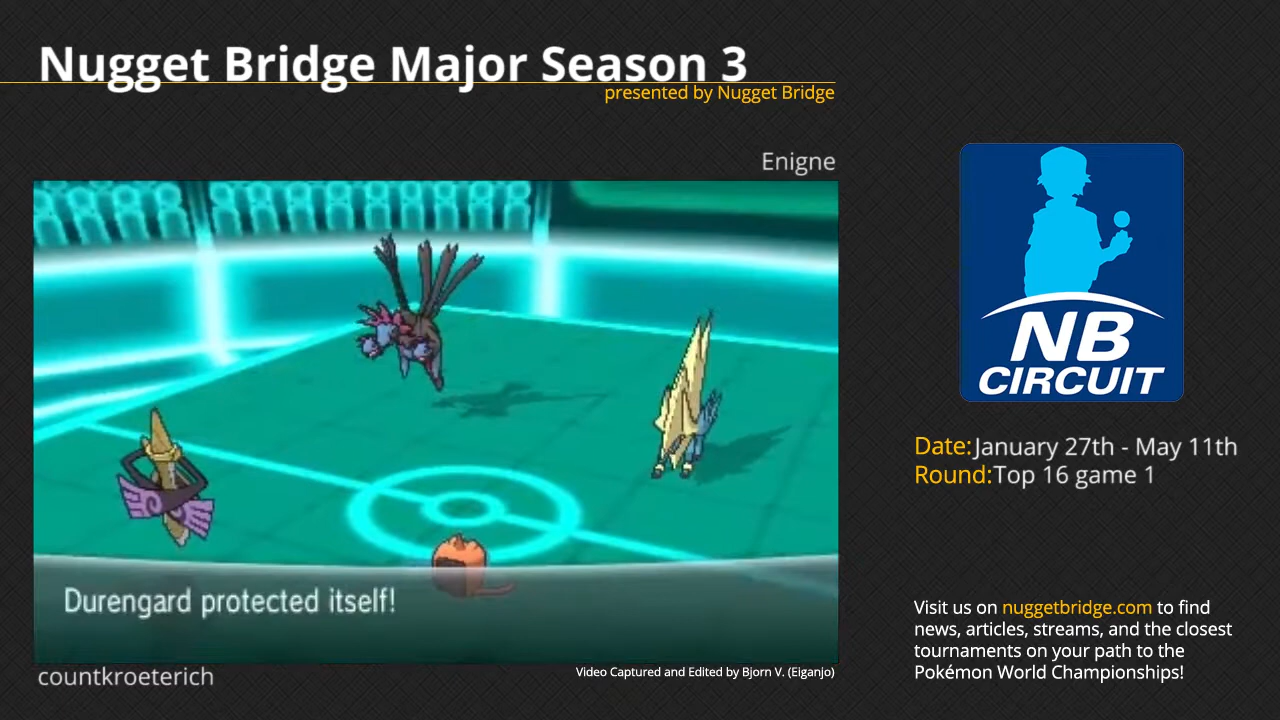 Nugget Bridge Major Season 3
presented by Nugget Bridge
Enigne
NB
CIRCUIT
Date:January 27th - May 11th
Round:Top 16 game 1
Durengard protected itself!
Visit us on nuggetbridge.com to find
news, articles, streams, and the closest
tournaments on your path to the
Pokémon World Championships!
countkroeterich
Video Captured and Edited by Bjorn V. (Eiganjo)